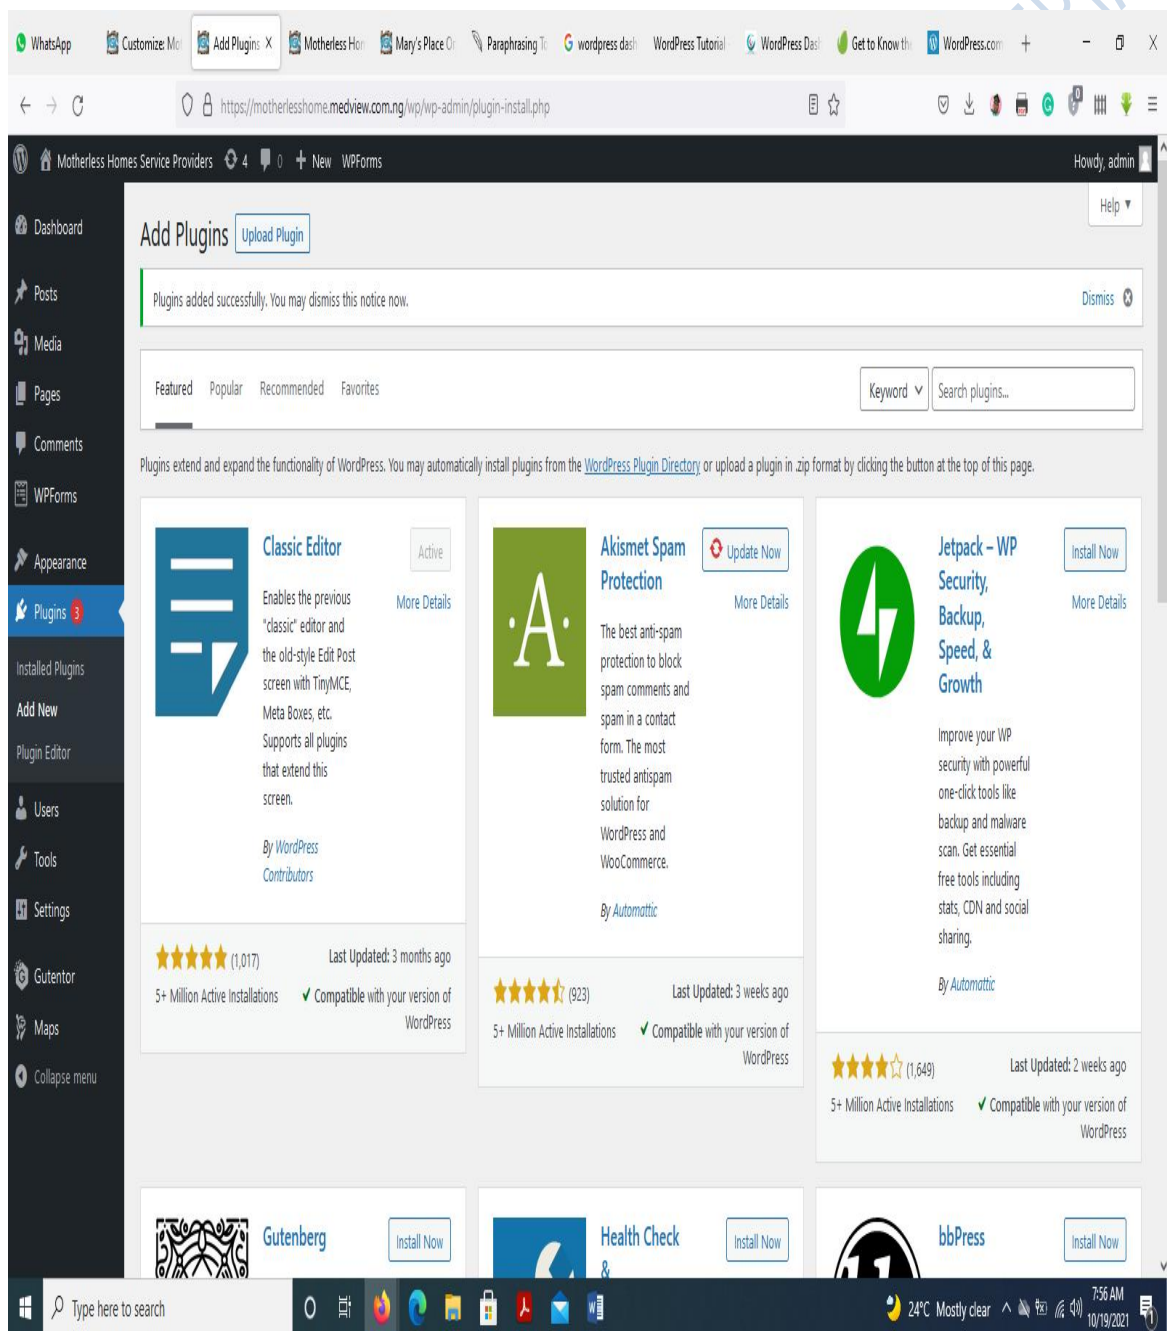 WhatsApp
Customize: Mo
Add Plugins
Motherless Hon
Mary's Place O
Paraphrasing To
wordpress dash
WordPress Tutorial
WordPress Dash
Get to Know the
WordPress.com
https://motherlesshome.medview.com.ng/wp/wp-admin/plugin-install.php
0
Motherless Homes Service Providers 4 0 + New WPForms
Howdy, admin
Help ▼
Dashboard
Posts
Media
Pages
Comments
WPForms
Appearance
Plugins 3
Installed Plugins
Add New
Plugin Editor
Users
Tools
Settings
Gutentor
Maps
Collapse menu
Add Plugins Upload Plugin
Plugins added successfully. You may dismiss this notice now.
Dismiss
Featured Popular Recommended Favorites
Keyword
Search plugins...
Plugins extend and expand the functionality of WordPress. You may automatically install plugins from the WordPress Plugin Directory or upload a plugin in .zip format by clicking the button at the top of this page.
Classic Editor
Active
More Details
Enables the previous
"classic" editor and
the old-style Edit Post
screen with TinyMCE,
Meta Boxes, etc.
Supports all plugins
that extend this
screen.
By WordPress
Contributors
(1,017)
Last Updated: 3 months ago
5+ Million Active Installations
✓ Compatible with your version of
WordPress
·A·
Akismet Spam
Protection
Update Now
More Details
The best anti-spam
protection to block
spam comments and
spam in a contact
form. The most
trusted antispam
solution for
WordPress and
WooCommerce.
By Automattic
(923)
Last Updated: 3 weeks ago
5+ Million Active Installations
✓ Compatible with your version of
WordPress
Jetpack – WP
Security,
Backup,
Speed, &
Growth
Install Now
More Details
Improve your WP
security with powerful
one-click tools like
backup and malware
scan. Get essential
free tools including
stats, CDN and social
sharing.
By Automattic
(1,649)
Last Updated: 2 weeks ago
5+ Million Active Installations
✓ Compatible with your version of
WordPress
Gutenberg
Install Now
Health Check
&
Install Now
bbPress
Install Now
Type here to search
24°C Mostly clear
7:56 AM
10/19/2021
1